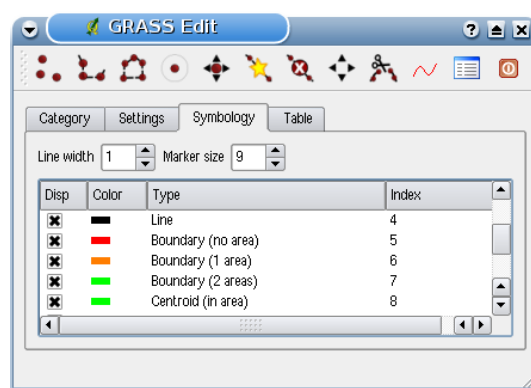 GRASS Edit
Category Settings Symbology Table
Line width 1 Marker size 9
Disp Color Type Index
Line 4
Boundary (no area) 5
Boundary (1 area) 6
Boundary (2 areas) 7
Centroid (in area) 8